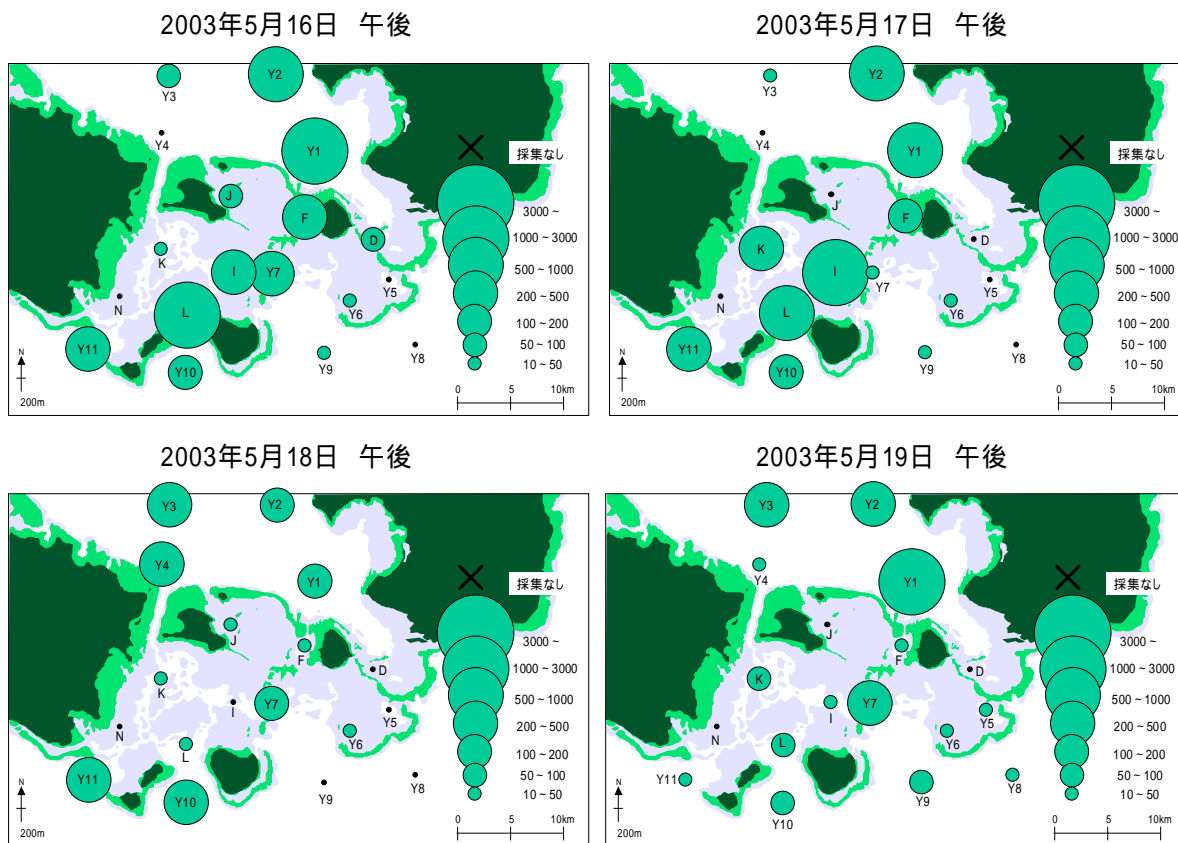 2003年5月16日 午後
Y3
Y2
Y4
Y1
採集なし
J
F
3000 ~
D
1000 ~ 3000
K
I
Y7
500 ~ 1000
Y5
N
Y6
200 ~ 500
L
100 ~ 200
Y11
Y8
50 ~ 100
Y9
Y10
10 ~ 50
N
200m
0
5
10km
2003年5月17日 午後
Y3
Y2
Y4
Y1
採集なし
J
F
3000 ~
D
1000 ~ 3000
K
I
Y7
500 ~ 1000
Y5
N
Y6
200 ~ 500
L
100 ~ 200
Y11
Y8
50 ~ 100
Y9
Y10
10 ~ 50
N
200m
0
5
10km
2003年5月18日 午後
Y3
Y2
Y4
Y1
採集なし
J
F
3000 ~
D
1000 ~ 3000
K
I
Y7
500 ~ 1000
Y5
N
Y6
200 ~ 500
L
100 ~ 200
Y11
Y8
50 ~ 100
Y9
Y10
10 ~ 50
N
200m
0
5
10km
2003年5月19日 午後
Y3
Y2
Y4
Y1
採集なし
J
F
3000 ~
D
1000 ~ 3000
K
I
Y7
500 ~ 1000
Y5
N
Y6
200 ~ 500
L
100 ~ 200
Y11
Y8
50 ~ 100
Y9
Y10
10 ~ 50
N
200m
0
5
10km